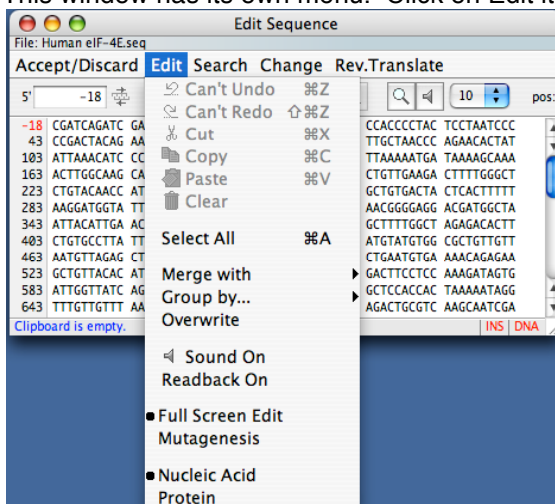 This window has its own menu. Click on Edit it
Edit Sequence
File: Human eIF-4E.seq
Accept/Discard Edit Search Change Rev.Translate
5' -18 10 pos:
-18 CGATCAGATC GA CCACCCCTAC TCCTAATCCC
43 CCGACTACAG AA TTGCTAACCC AGAACACTAT
103 ATTAAACATC CC TTAAAAATGA TAAAAGCAAA
163 ACTTGGCAAG CA CTGTTGAAGA CTTTTGGGCT
223 CTGTACAACC AT GCTGTGACTA CTCACTTTTT
283 AAGGATGGTA TT AACGGGGAGG ACGATGGCTA
343 ATTACATTGA AC GCTTTTGGCT AGAGACACTT
403 CTGTGCCTTA TT ATGTATGTGG CGCTGTTGTT
463 AATGTTAGAG CT CTGAATGTGA AAACAGAGAA
523 GCTGTTACAC AT GACTTCCTCC AAAGATAGTG
583 ATTGGTTATC AG GCTCCACCAC TAAAAATAGG
643 TTTGTTGTTT AA AGACTGCGTC AAGCAATCGA
Clipboard is empty. INS DNA
Can't Undo ⌘Z
Can't Redo ⇧⌘Z
Cut ⌘X
Copy ⌘C
Paste ⌘V
Clear
Select All ⌘A
Merge with
Group by...
Overwrite
Sound On
Readback On
Full Screen Edit
Mutagenesis
Nucleic Acid
Protein